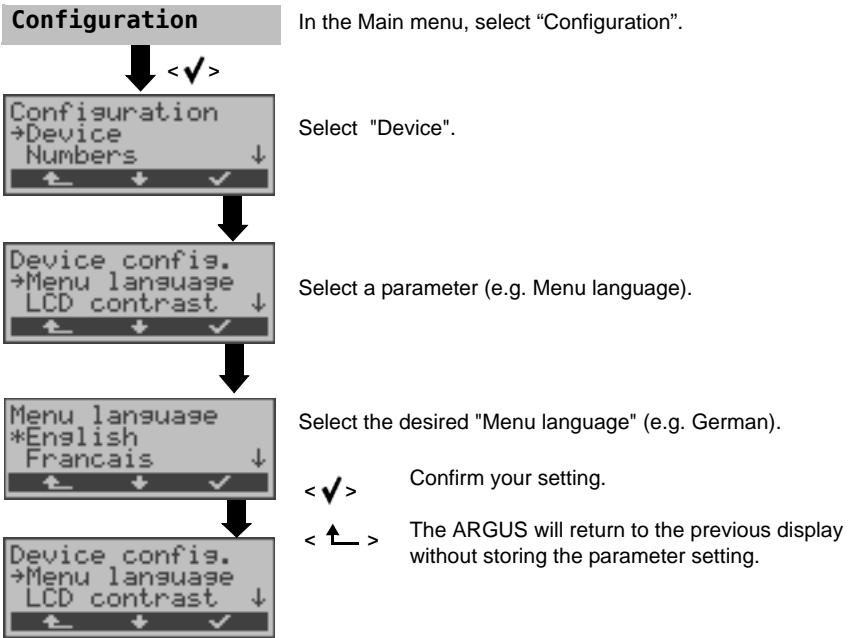 Configuration
In the Main menu, select “Configuration”.
< ✓ >
Configuration
→Device
Numbers ↓
Select "Device".
Device config.
→Menu language
LCD contrast ↓
Select a parameter (e.g. Menu language).
Menu language
*English
Francais ↓
Select the desired "Menu language" (e.g. German).
< ✓ > Confirm your setting.
< > The ARGUS will return to the previous display
without storing the parameter setting.
Device config.
→Menu language
LCD contrast ↓